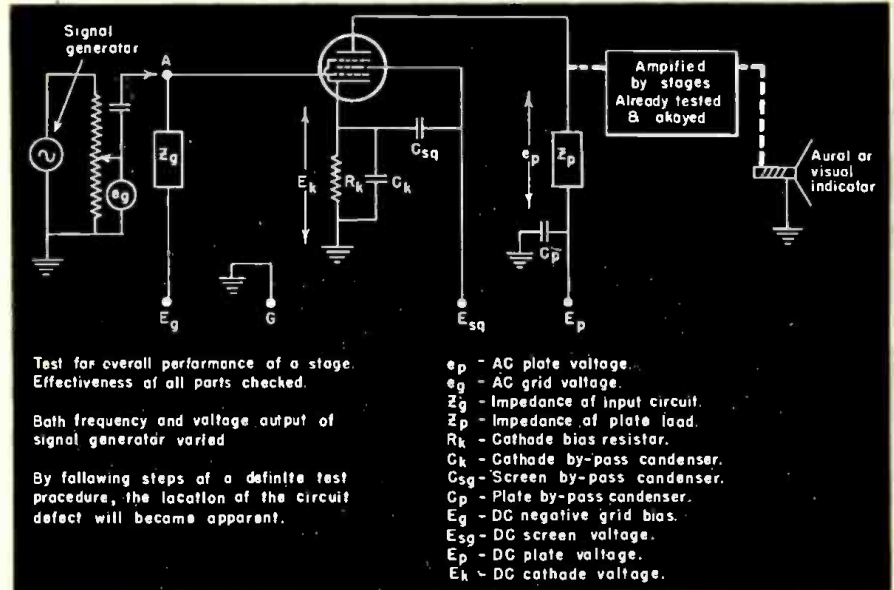 Signal
generator
A
Amplified
by stages
Already tested
& okayed
Zg
eg
Ek
Rk
Ck
Csq
ep
Zp
Cp
Aural or
visual
indicator
Eg
G
Esq
Ep
Test for overall performance of a stage.
Effectiveness of all parts checked.
Both frequency and voltage output of
signal generator varied
By following steps of a definite test
procedure, the location of the circuit
defect will become apparent.
ep - AC plate voltage.
eg - AC grid voltage.
Zg - Impedance of input circuit.
Zp - Impedance of plate load.
Rk - Cathode bias resistor.
Ck - Cathode by-pass condenser.
Csg - Screen by-pass condenser.
Cp - Plate by-pass condenser.
Eg - DC negative grid bias.
Esg - DC screen voltage.
Ep - DC plate voltage.
Ek - DC cathode voltage.